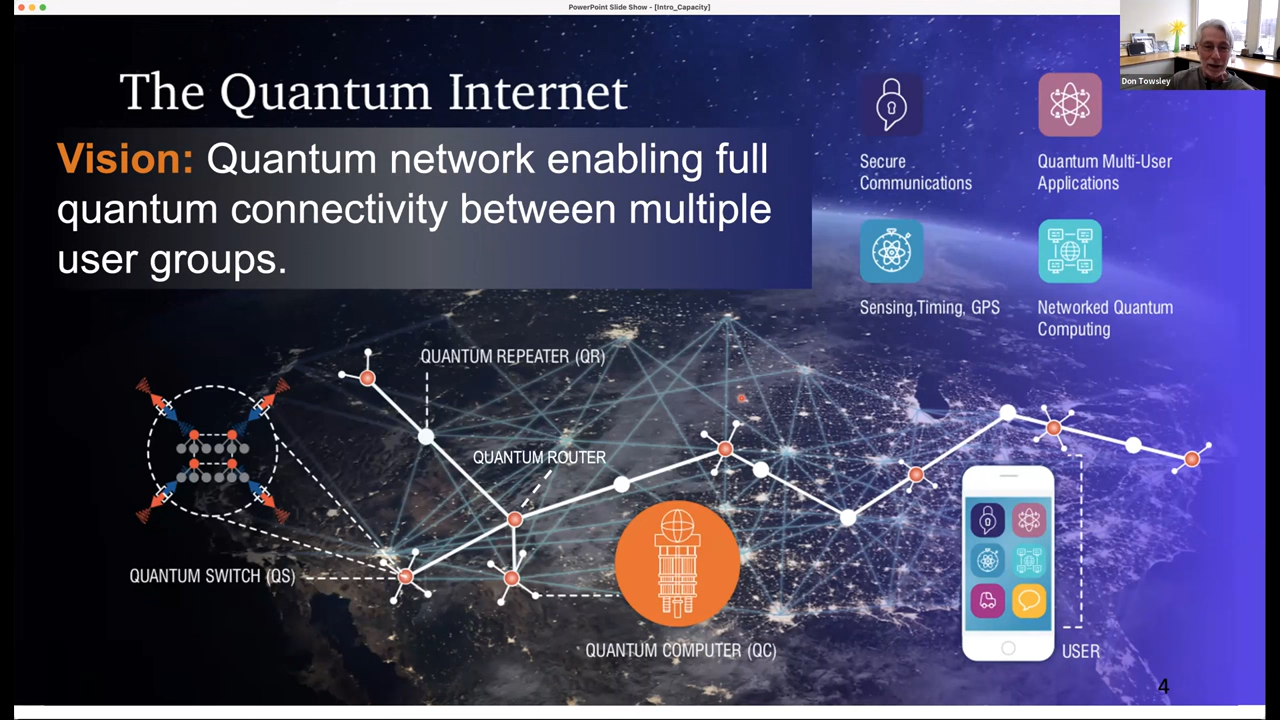 PowerPoint Slide Show - [Intro_Capacity]
Don Towsley
The Quantum Internet
Vision: Quantum network enabling full
quantum connectivity between multiple
user groups.
Secure
Communications
Quantum Multi-User
Applications
Sensing,Timing, GPS
Networked Quantum
Computing
QUANTUM REPEATER (QR)
QUANTUM ROUTER
QUANTUM SWITCH (QS)
QUANTUM COMPUTER (QC)
USER
4